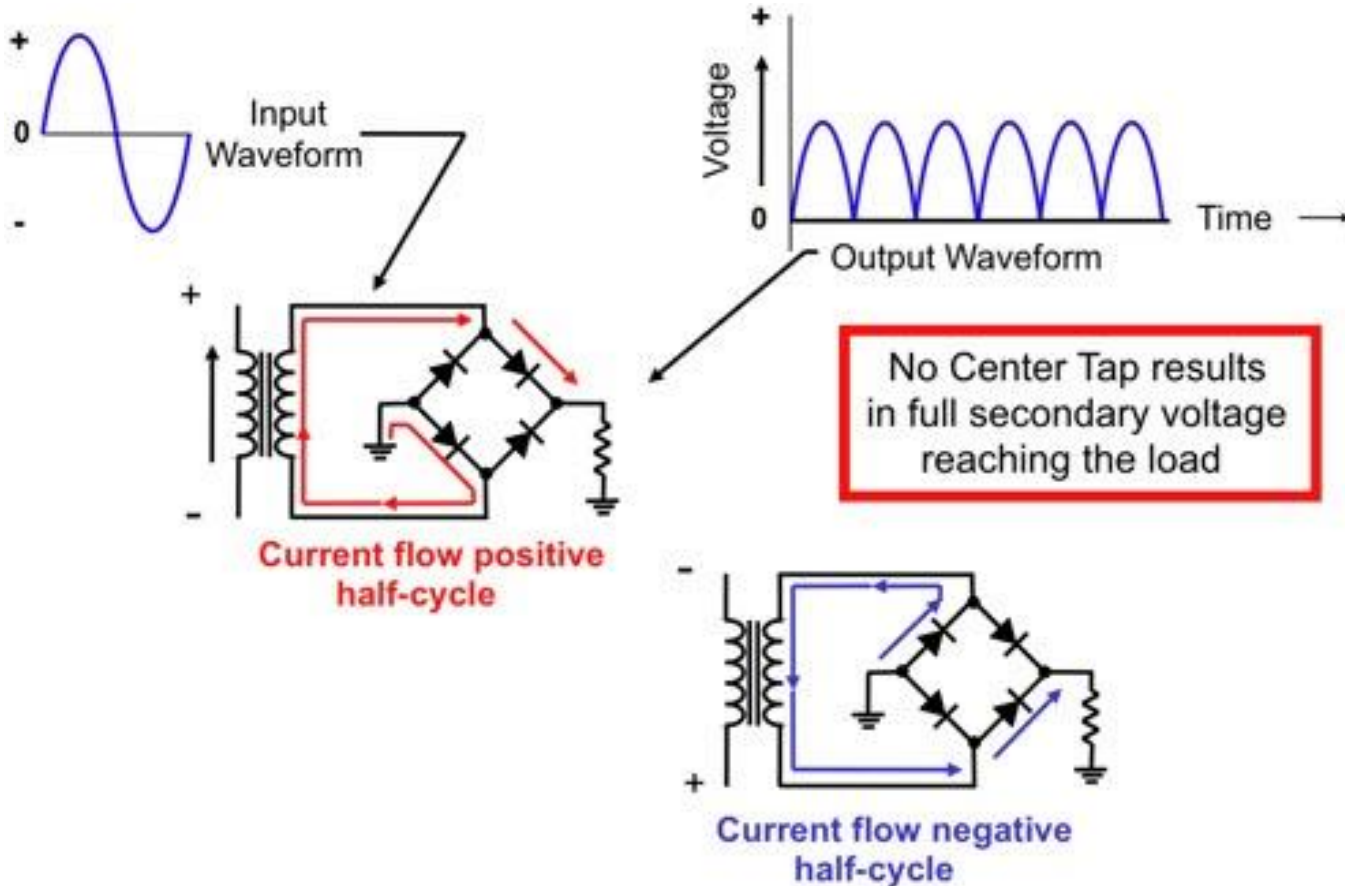 +
0
-
Input
Waveform
+
Voltage
0
Time
Output Waveform
+
-
No Center Tap results
in full secondary voltage
reaching the load
Current flow positive
half-cycle
-
+
Current flow negative
half-cycle